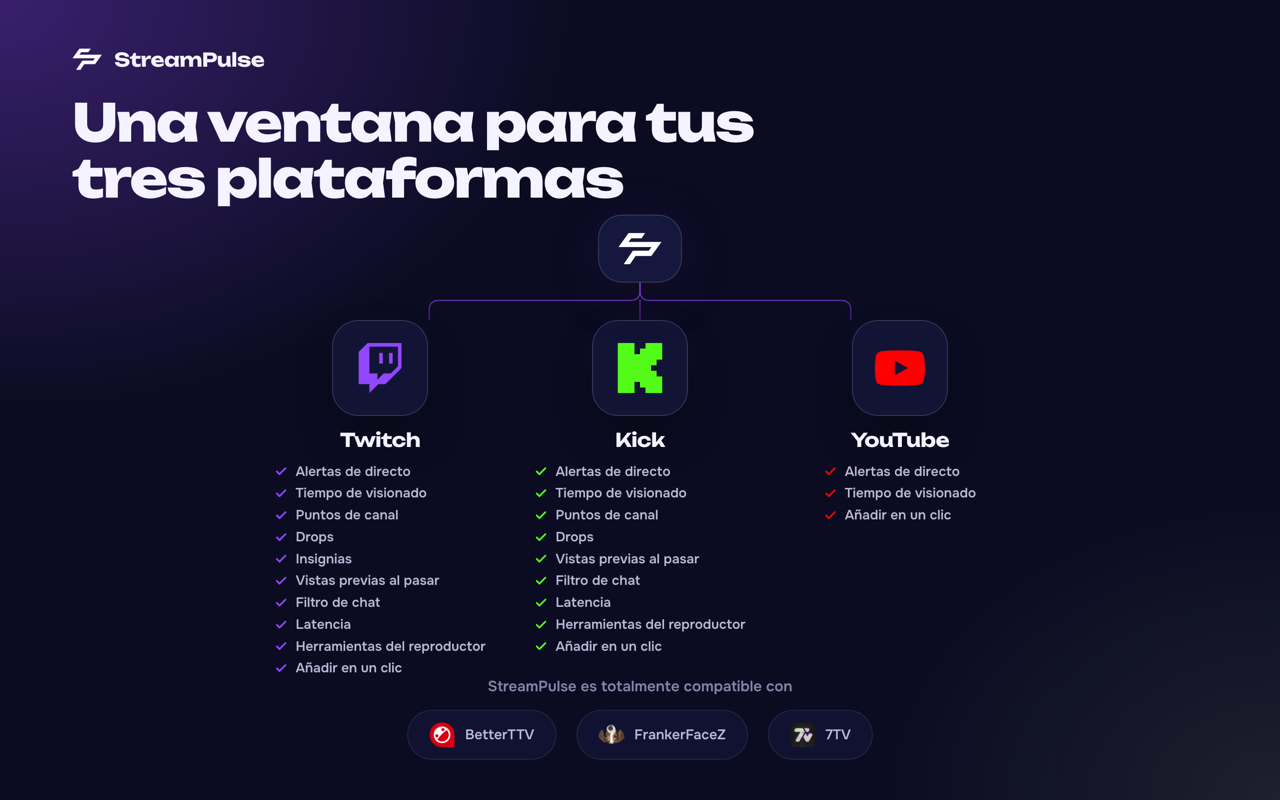 StreamPulse
Una ventana para tus
tres plataformas
Twitch
Alertas de directo
Tiempo de visionado
Puntos de canal
Drops
Insignias
Vistas previas al pasar
Filtro de chat
Latencia
Herramientas del reproductor
Añadir en un clic
Kick
Alertas de directo
Tiempo de visionado
Puntos de canal
Drops
Vistas previas al pasar
Filtro de chat
Latencia
Herramientas del reproductor
Añadir en un clic
YouTube
Alertas de directo
Tiempo de visionado
Añadir en un clic
StreamPulse es totalmente compatible con
BetterTTV
FrankerFaceZ
7TV